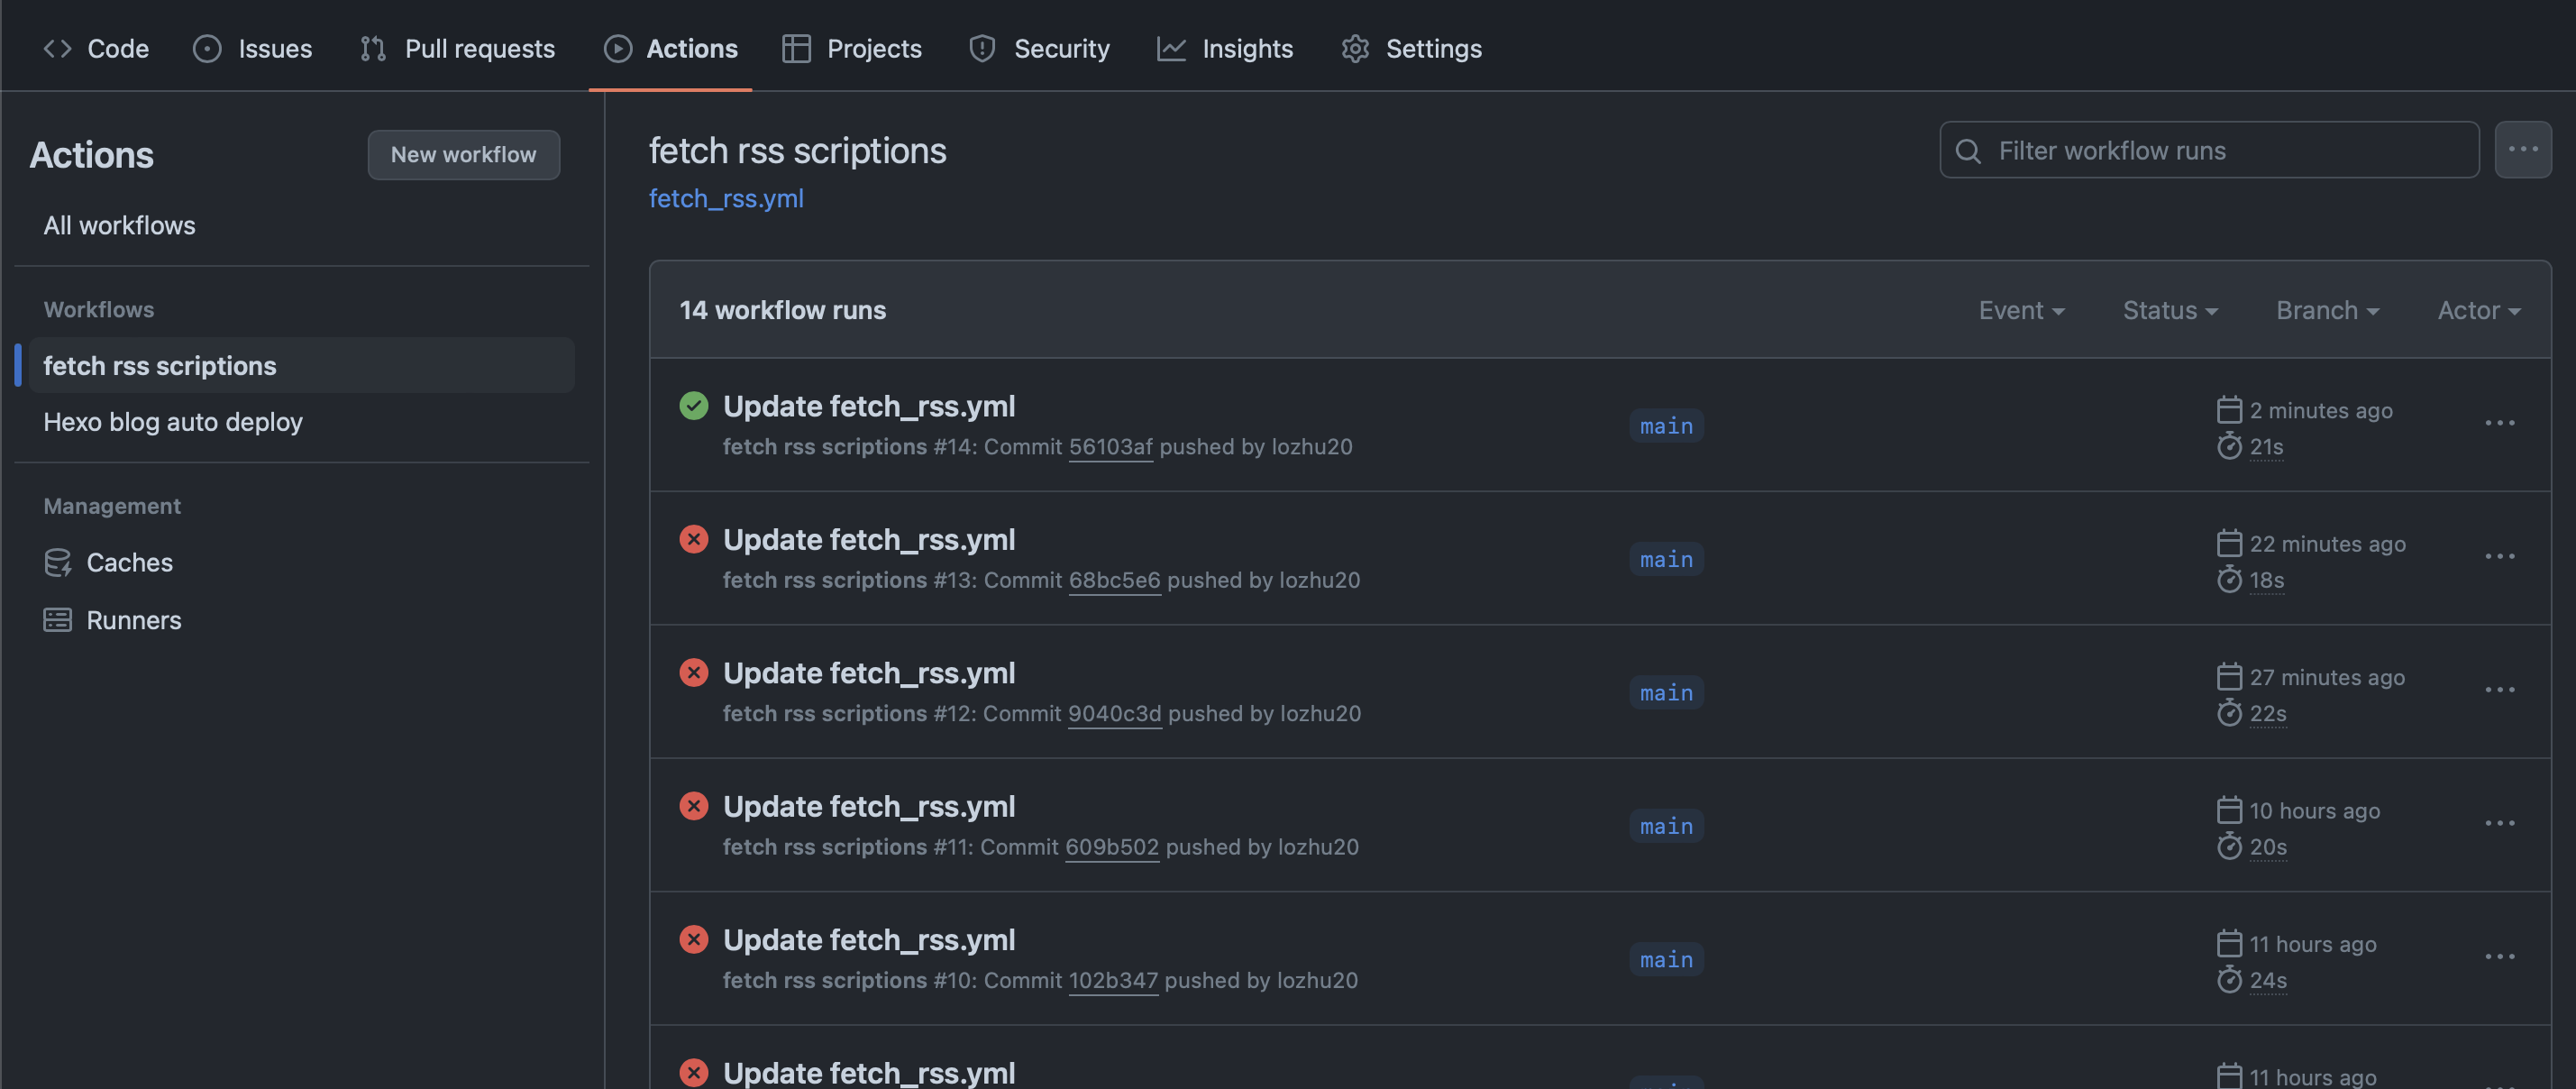 Code
Issues
Pull requests
Actions
Projects
Security
Insights
Settings
Actions
New workflow
All workflows
Workflows
fetch rss scriptions
Hexo blog auto deploy
Management
Caches
Runners
fetch rss scriptions
fetch_rss.yml
Filter workflow runs
14 workflow runs
Event
Status
Branch
Actor
Update fetch_rss.yml
fetch rss scriptions #14: Commit 56103af pushed by lozhu20
main
2 minutes ago
21s
Update fetch_rss.yml
fetch rss scriptions #13: Commit 68bc5e6 pushed by lozhu20
main
22 minutes ago
18s
Update fetch_rss.yml
fetch rss scriptions #12: Commit 9040c3d pushed by lozhu20
main
27 minutes ago
22s
Update fetch_rss.yml
fetch rss scriptions #11: Commit 609b502 pushed by lozhu20
main
10 hours ago
20s
Update fetch_rss.yml
fetch rss scriptions #10: Commit 102b347 pushed by lozhu20
main
11 hours ago
24s
Update fetch_rss.yml
11 hours ago